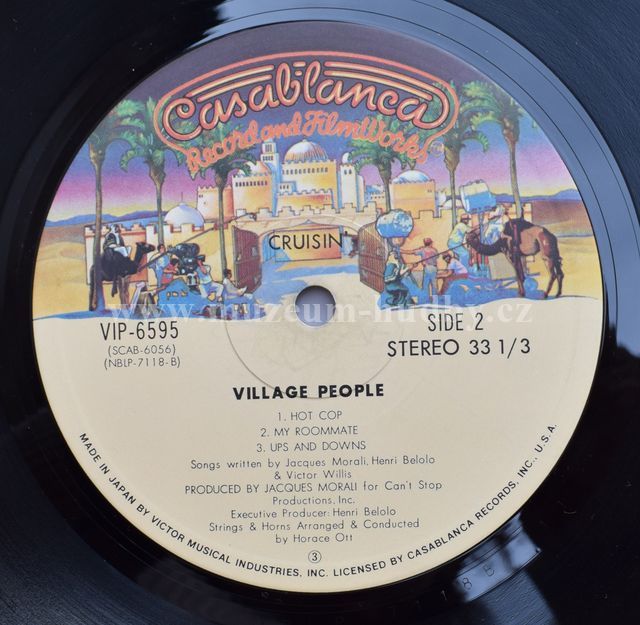 Casablanca
Record and FilmWorks
CRUISIN'
www.muzeum-hudby.cz
VIP-6595
(SCAB-6056)
(NBLP-7118-B)
SIDE 2
STEREO 33 1/3
VILLAGE PEOPLE
1. HOT COP
2. MY ROOMMATE
3. UPS AND DOWNS
Songs written by Jacques Morali, Henri Belolo
& Victor Willis
PRODUCED BY JACQUES MORALI for Can't Stop
Productions, Inc.
Executive Producer: Henri Belolo
Strings & Horns Arranged & Conducted
by Horace Ott
3
MADE IN JAPAN BY VICTOR MUSICAL INDUSTRIES, INC. LICENSED BY CASABLANCA RECORDS, INC., U.S.A.